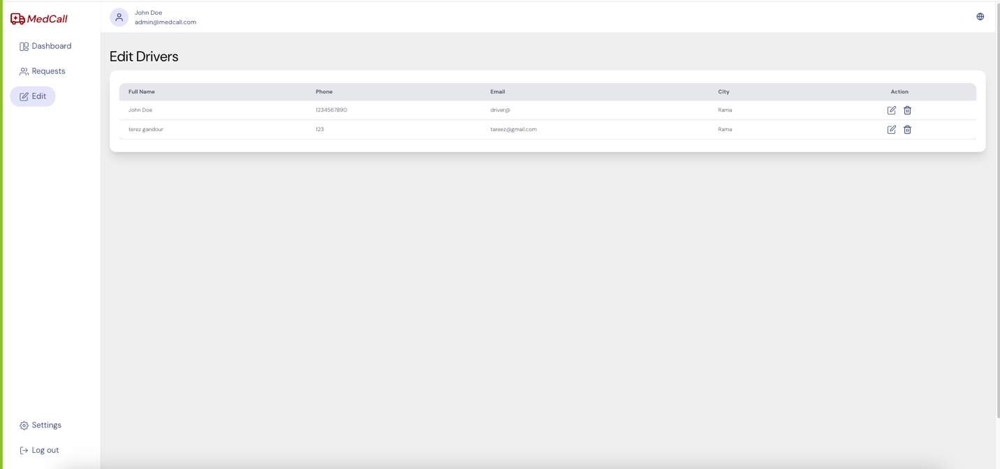 MedCall
John Doe
admin@medcall.com
Dashboard
Requests
Edit
Edit Drivers
Full Name Phone Email City Action
John Doe 1234567890 driver@ Rama
terez gandour 123 tareez@gmail.com Rama
Settings
Log out